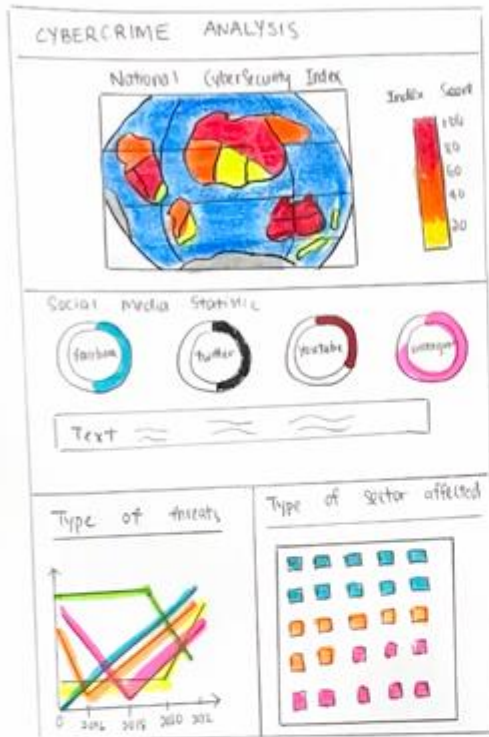 CYBERCRIME ANALYSIS
National CyberSecurity Index
Index Score
100
80
60
40
20
Social media Statistic
facebook
twitter
youtube
instagram
Text
Type of threats
0 2016 2018 2020
Type of sector affected